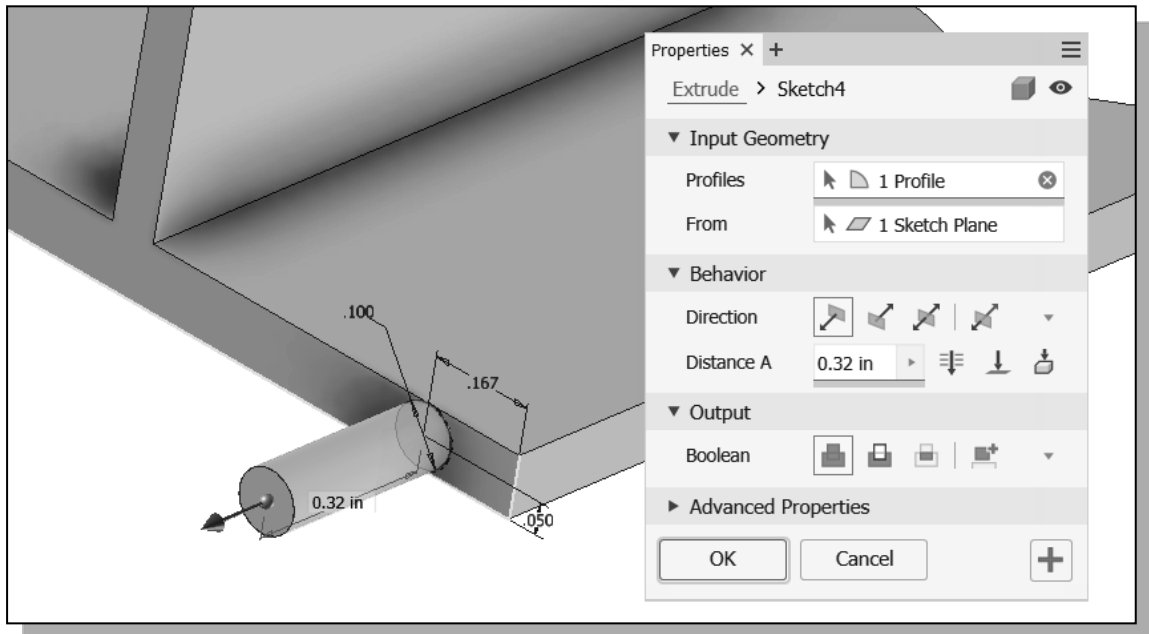 Properties × +
Extrude > Sketch4
Input Geometry
Profiles 1 Profile
From 1 Sketch Plane
Behavior
Direction
Distance A 0.32 in
Output
Boolean
Advanced Properties
OK Cancel
.100
.167
0.32 in
.050